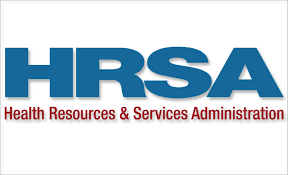 HRSA
Health Resources & Services Administration